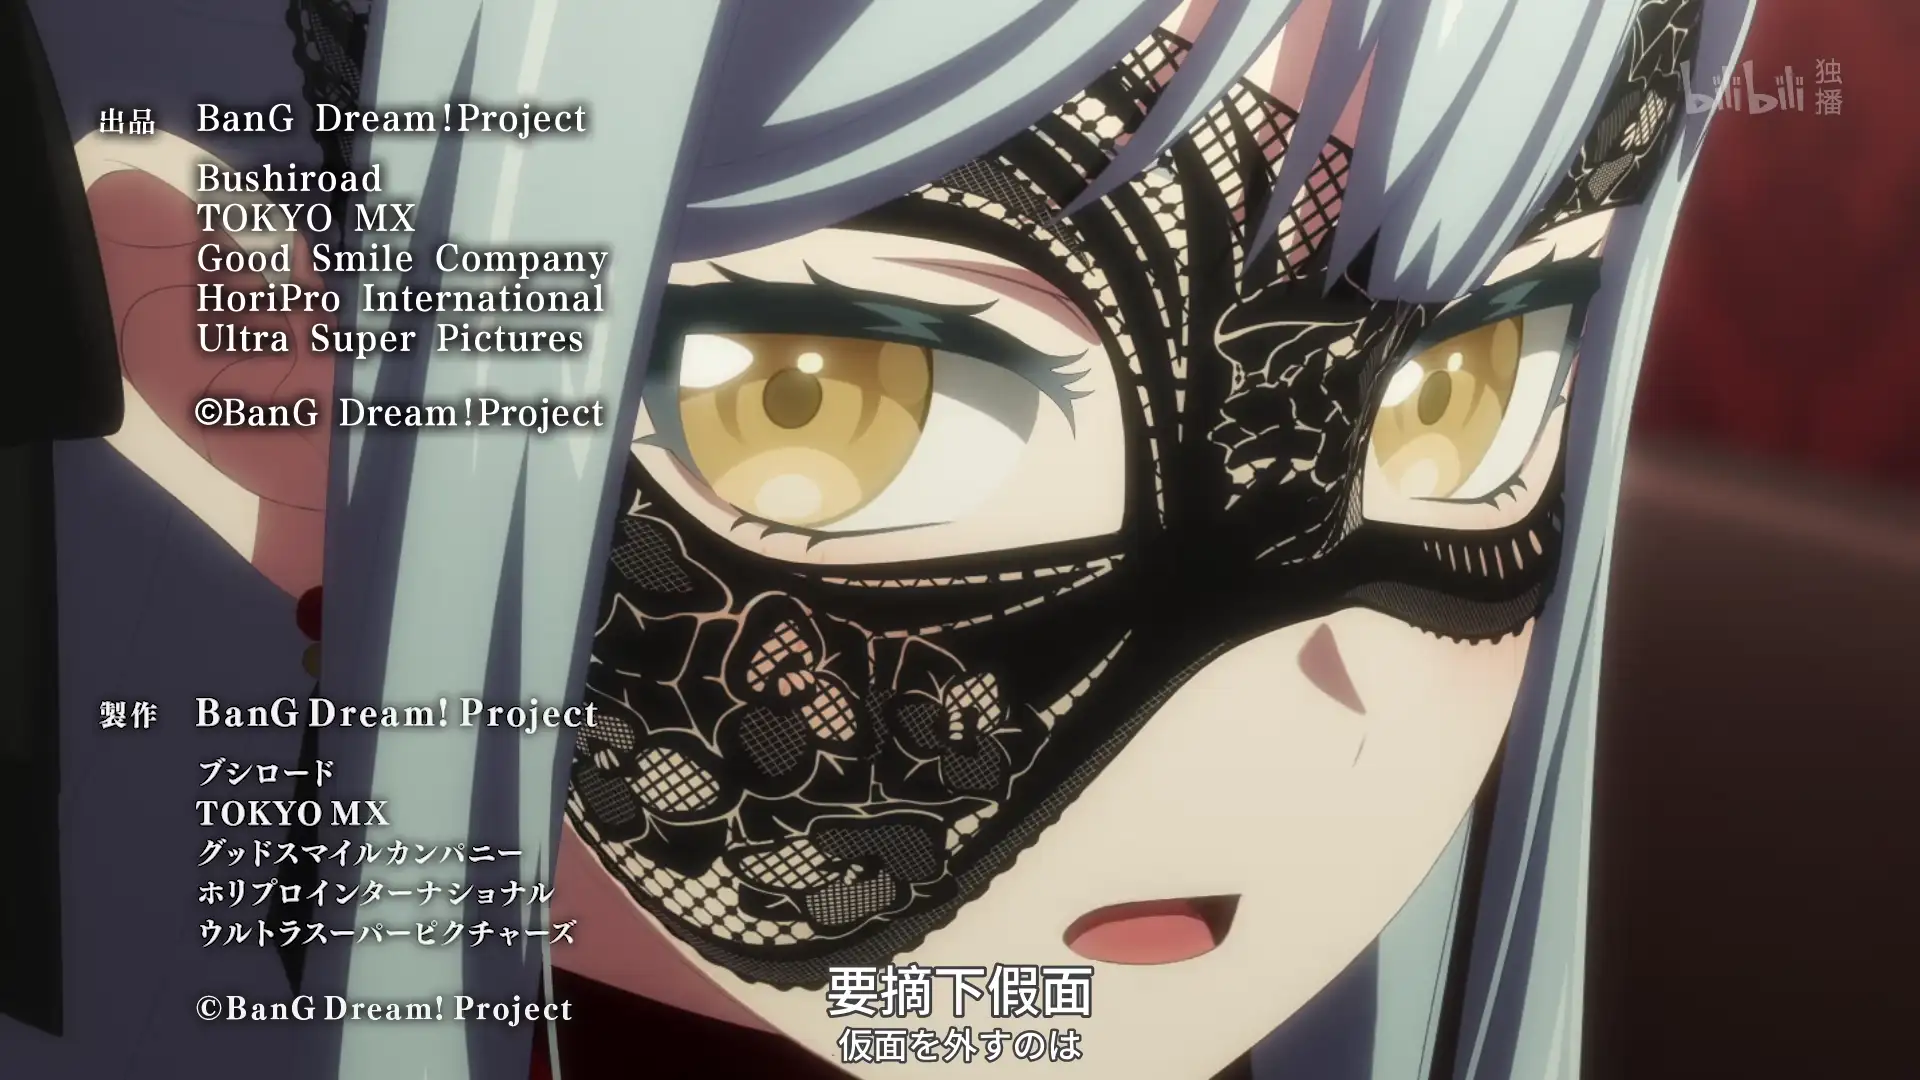 bilibili 独播
出品 BanG Dream!Project
Bushiroad
TOKYO MX
Good Smile Company
HoriPro International
Ultra Super Pictures
©BanG Dream!Project
製作 BanG Dream! Project
ブシロード
TOKYO MX
グッドスマイルカンパニー
ホリプロインターナショナル
ウルトラスーパーピクチャーズ
©BanG Dream! Project
要摘下假面
仮面を外すのは